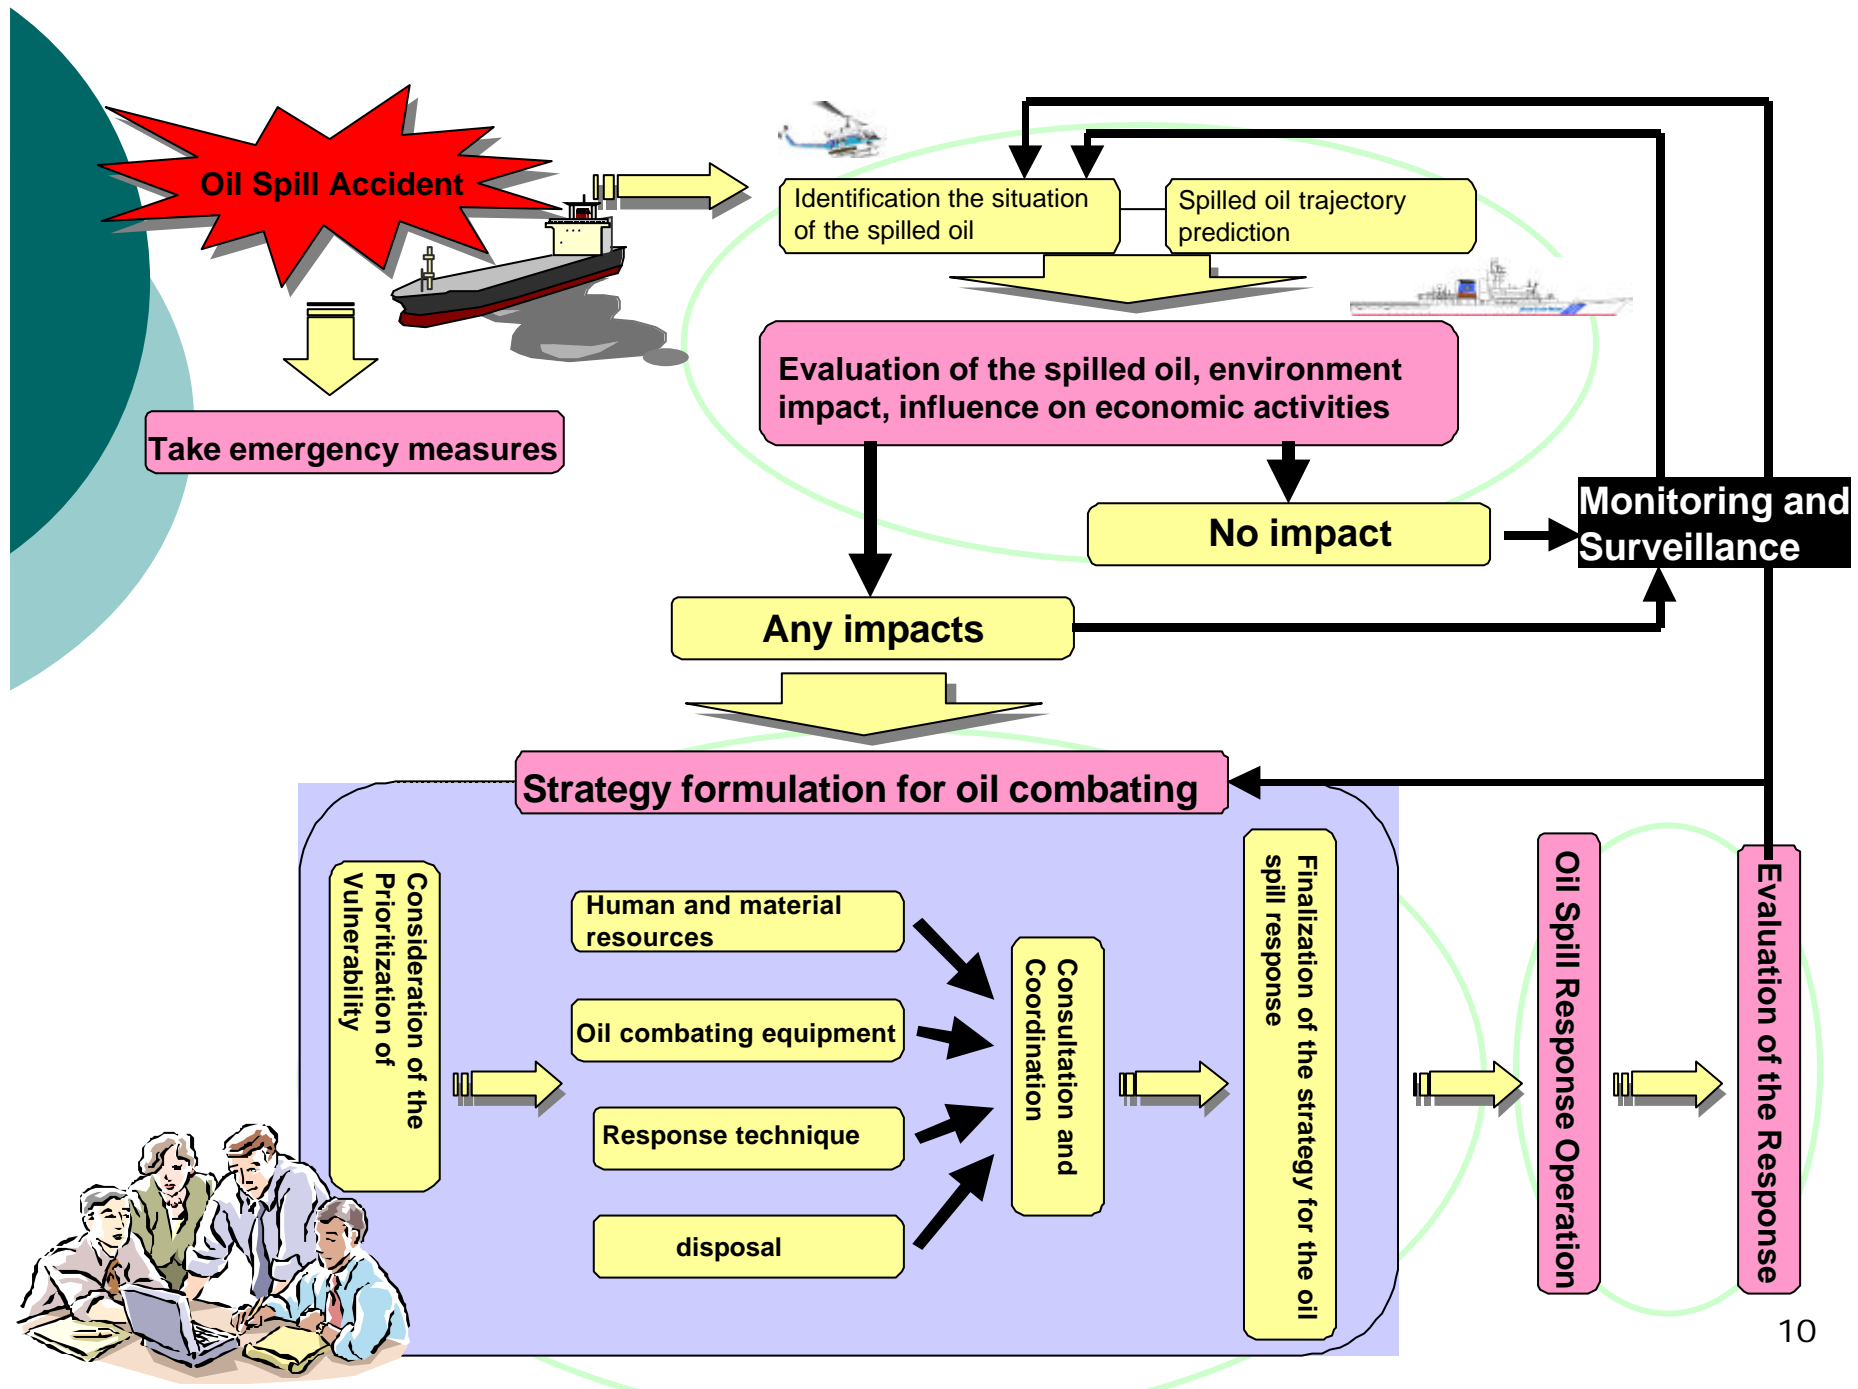 Oil Spill Accident
Identification the situation
of the spilled oil
Spilled oil trajectory
prediction
Evaluation of the spilled oil, environment
impact, influence on economic activities
Take emergency measures
No impact
Monitoring and
Surveillance
Any impacts
Strategy formulation for oil combating
Consideration of the
Prioritization of
Vulnerability
Human and material
resources
Oil combating equipment
Response technique
disposal
Consultation and
Coordination
Finalization of the strategy for the oil
spill response
Oil Spill Response Operation
Evaluation of the Response
10